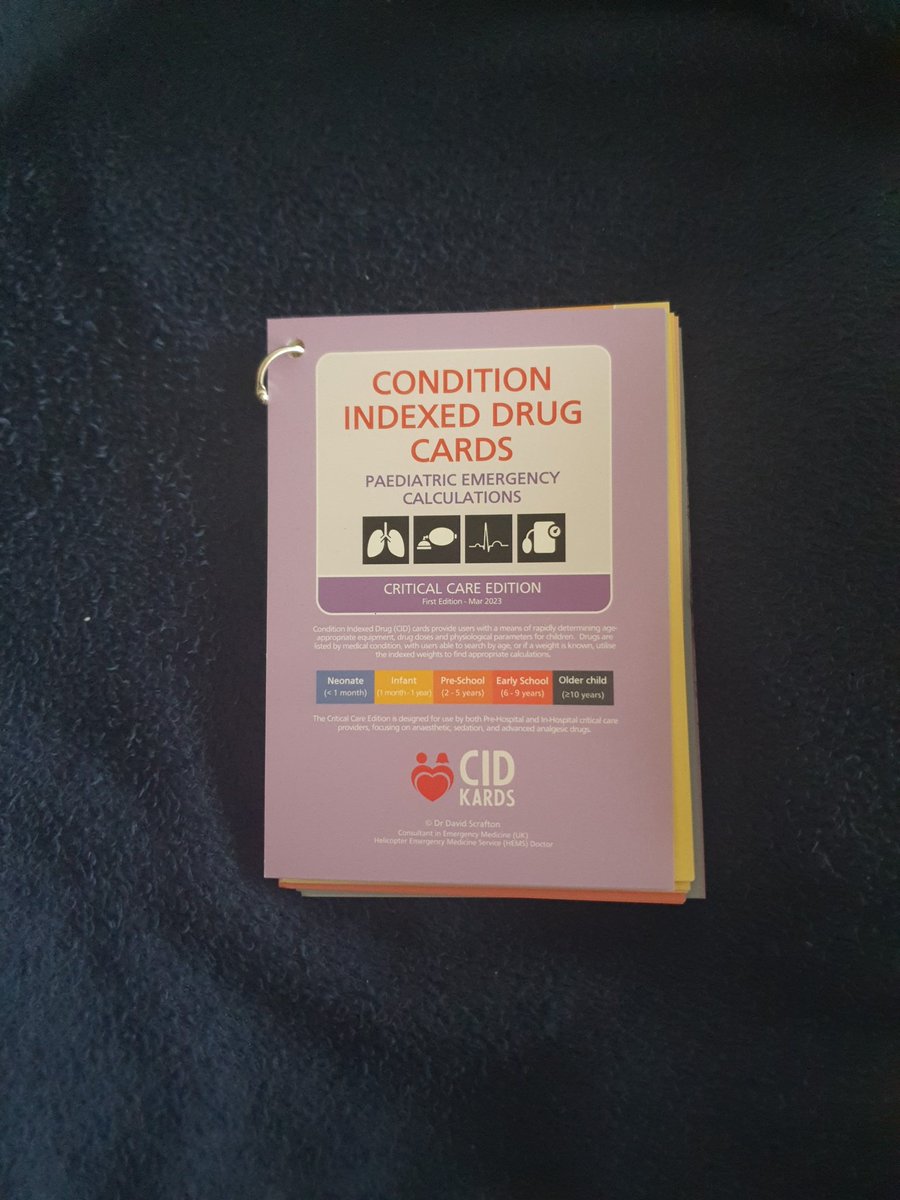 CONDITION
INDEXED DRUG
CARDS
PAEDIATRIC EMERGENCY
CALCULATIONS
CRITICAL CARE EDITION
First Edition - Mar 2023
Condition Indexed Drug (CID) cards provide users with a means of rapidly determining age-
appropriate equipment, drug doses and physiological parameters for children. Drugs are
listed by medical condition, with users able to search by age, or if a weight is known, utilise
the indexed weights to find appropriate calculations.
Neonate
(< 1 month)
Infant
(1 month - 1 year)
Pre-School
(2 - 5 years)
Early School
(6 - 9 years)
Older child
(≥10 years)
The Critical Care Edition is designed for use by both Pre-Hospital and In-Hospital critical care
providers, focusing on anaesthetic, sedation, and advanced analgesic drugs.
CID
KARDS
© Dr David Scrafton
Consultant in Emergency Medicine (UK)
Helicopter Emergency Medicine Service (HEMS) Doctor